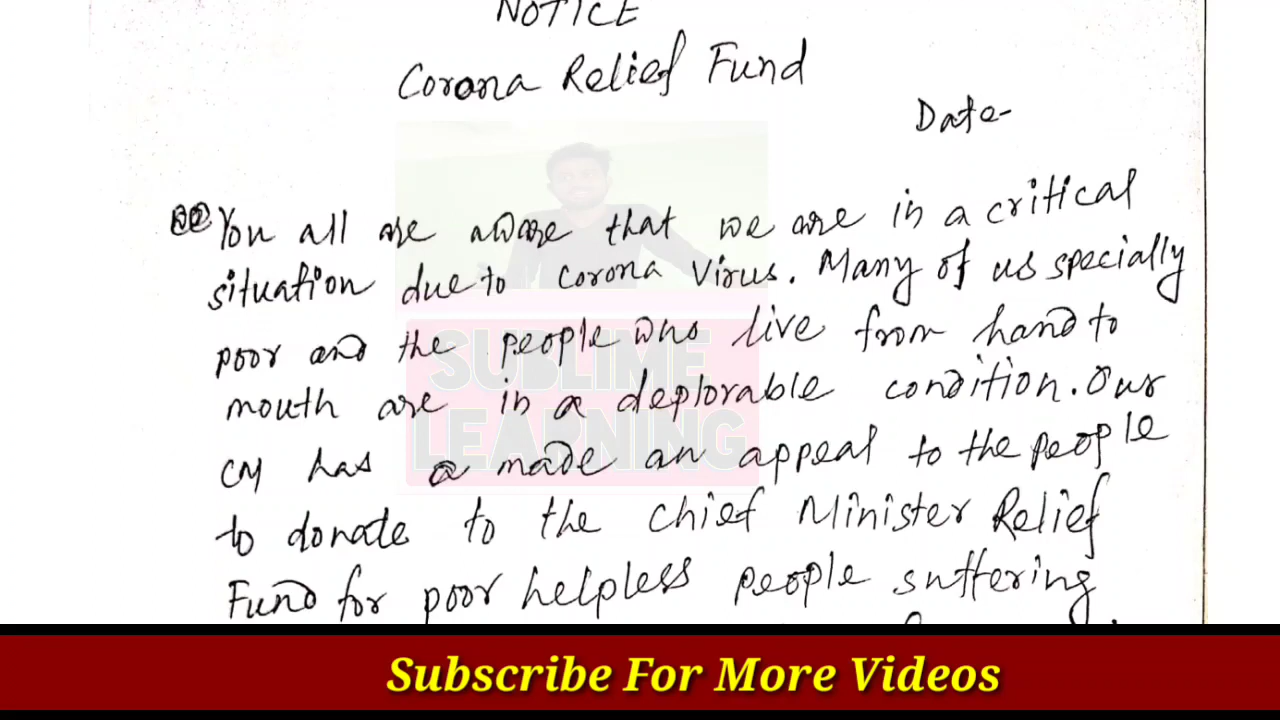 NOTICE
Corona Relief Fund
Date-
You all are aware that we are in a critical
situation due to corona Virus. Many of us specially
poor and the people who live from hand to
mouth are in a deplorable condition. Our
CM has made an appeal to the people
to donate to the Chief Minister Relief
Fund for poor helpless people suffering
SUBLIME
LEARNING
Subscribe For More Videos